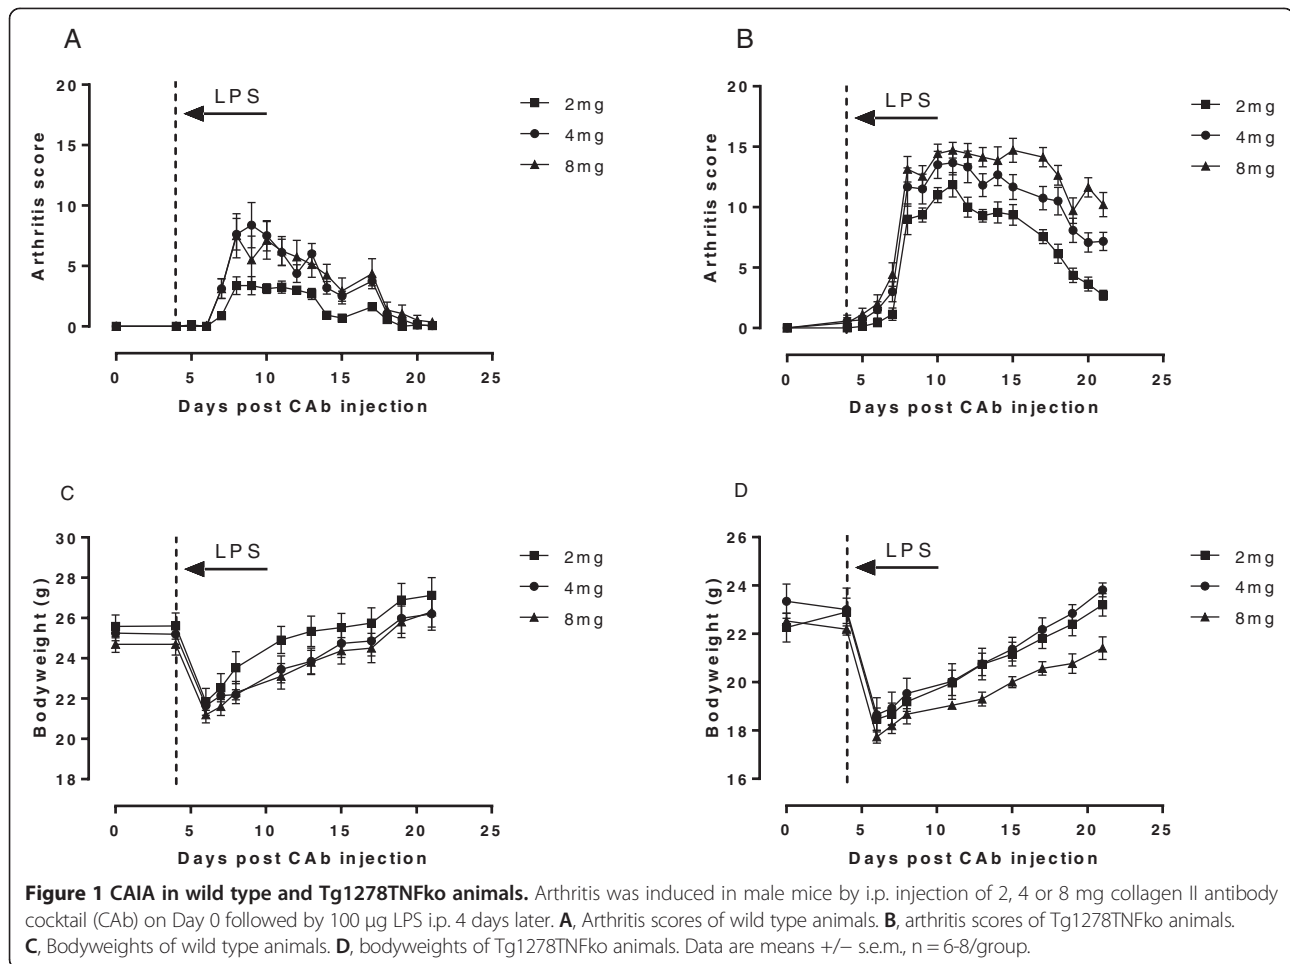 A
20
15
10
5
0
Arthritis score
LPS
2mg
4mg
8mg
0 5 10 15 20 25
Days post CAb injection
B
20
15
10
5
0
Arthritis score
LPS
2mg
4mg
8mg
0 5 10 15 20 25
Days post CAb injection
C
30
28
26
24
22
20
18
Bodyweight (g)
LPS
2mg
4mg
8mg
0 5 10 15 20 25
Days post CAb injection
D
26
24
22
20
18
16
Bodyweight (g)
LPS
2mg
4mg
8mg
0 5 10 15 20 25
Days post CAb injection
Figure 1 CAIA in wild type and Tg1278TNFko animals. Arthritis was induced in male mice by i.p. injection of 2, 4 or 8 mg collagen II antibody
cocktail (CAb) on Day 0 followed by 100 μg LPS i.p. 4 days later. A, Arthritis scores of wild type animals. B, arthritis scores of Tg1278TNFko animals.
C, Bodyweights of wild type animals. D, bodyweights of Tg1278TNFko animals. Data are means +/− s.e.m., n = 6-8/group.